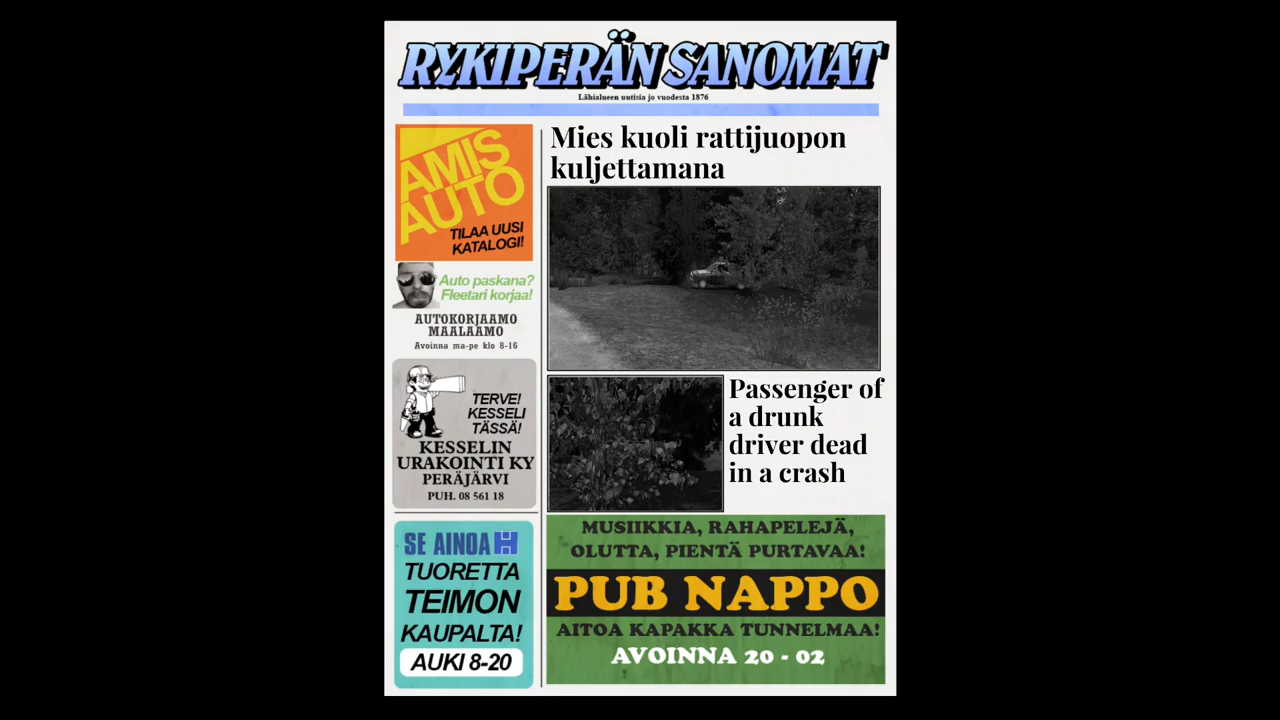 RYKIPERÄN SANOMAT
Lähialueen uutisia jo vuodesta 1876
AMIS
AUTO
TILAA UUSI
KATALOGI!
Auto paskana?
Fleetari korjaa!
AUTOKORJAAMO
MAALAAMO
Avoinna ma-pe klo 8-16
TERVE!
KESSELI
TÄSSÄ!
KESSELIN
URAKOINTI KY
PERÄJÄRVI
PUH. 08 561 18
SE AINOA H
TUORETTA
TEIMON
KAUPALTA!
AUKI 8-20
Mies kuoli rattijuopon
kuljettamana
Passenger of
a drunk
driver dead
in a crash
MUSIIKKIA, RAHAPELEJÄ,
OLUTTA, PIENTÄ PURTAVAA!
PUB NAPPO
AITOA KAPAKKA TUNNELMAA!
AVOINNA 20 - 02